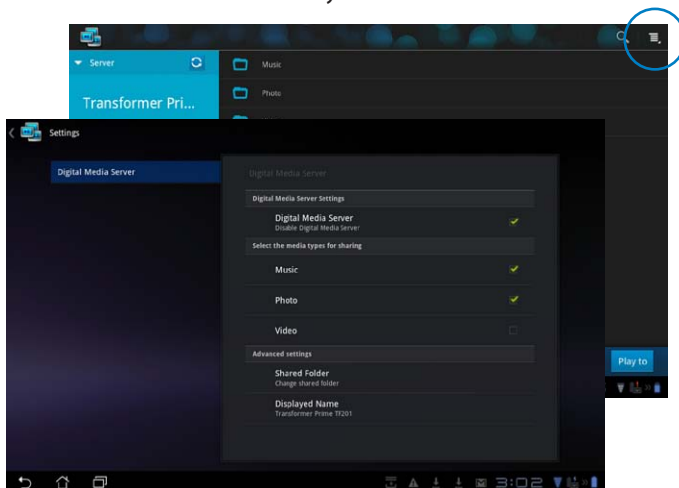 Server
Music
Transformer Pri...
Photo
Settings
Digital Media Server
Digital Media Server
Digital Media Server Settings
Digital Media Server
Disable Digital Media Server
Select the media types for sharing
Music
Photo
Video
Advanced settings
Shared Folder
Change shared folder
Displayed Name
Transformer Prime TF201
Play to
3:02